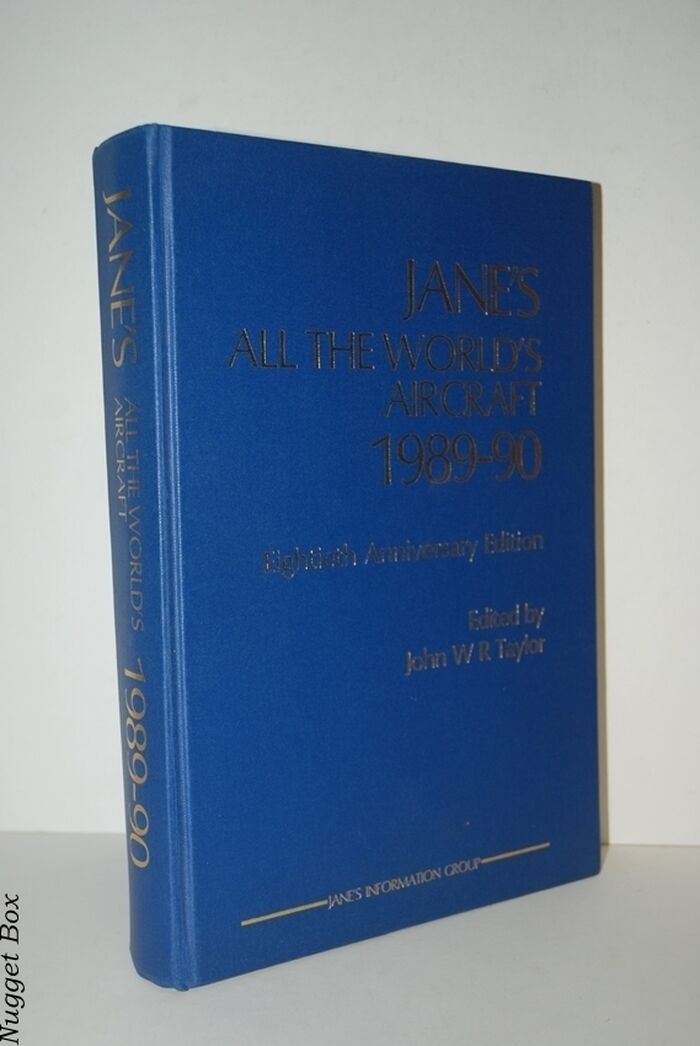 JANE'S
ALL THE WORLD'S
AIRCRAFT
1989-90
Eightieth Anniversary Edition
Edited by
John W R Taylor
JANE'S INFORMATION GROUP
JANE'S
ALL THE WORLD'S
AIRCRAFT
1989-90
Nugget Box